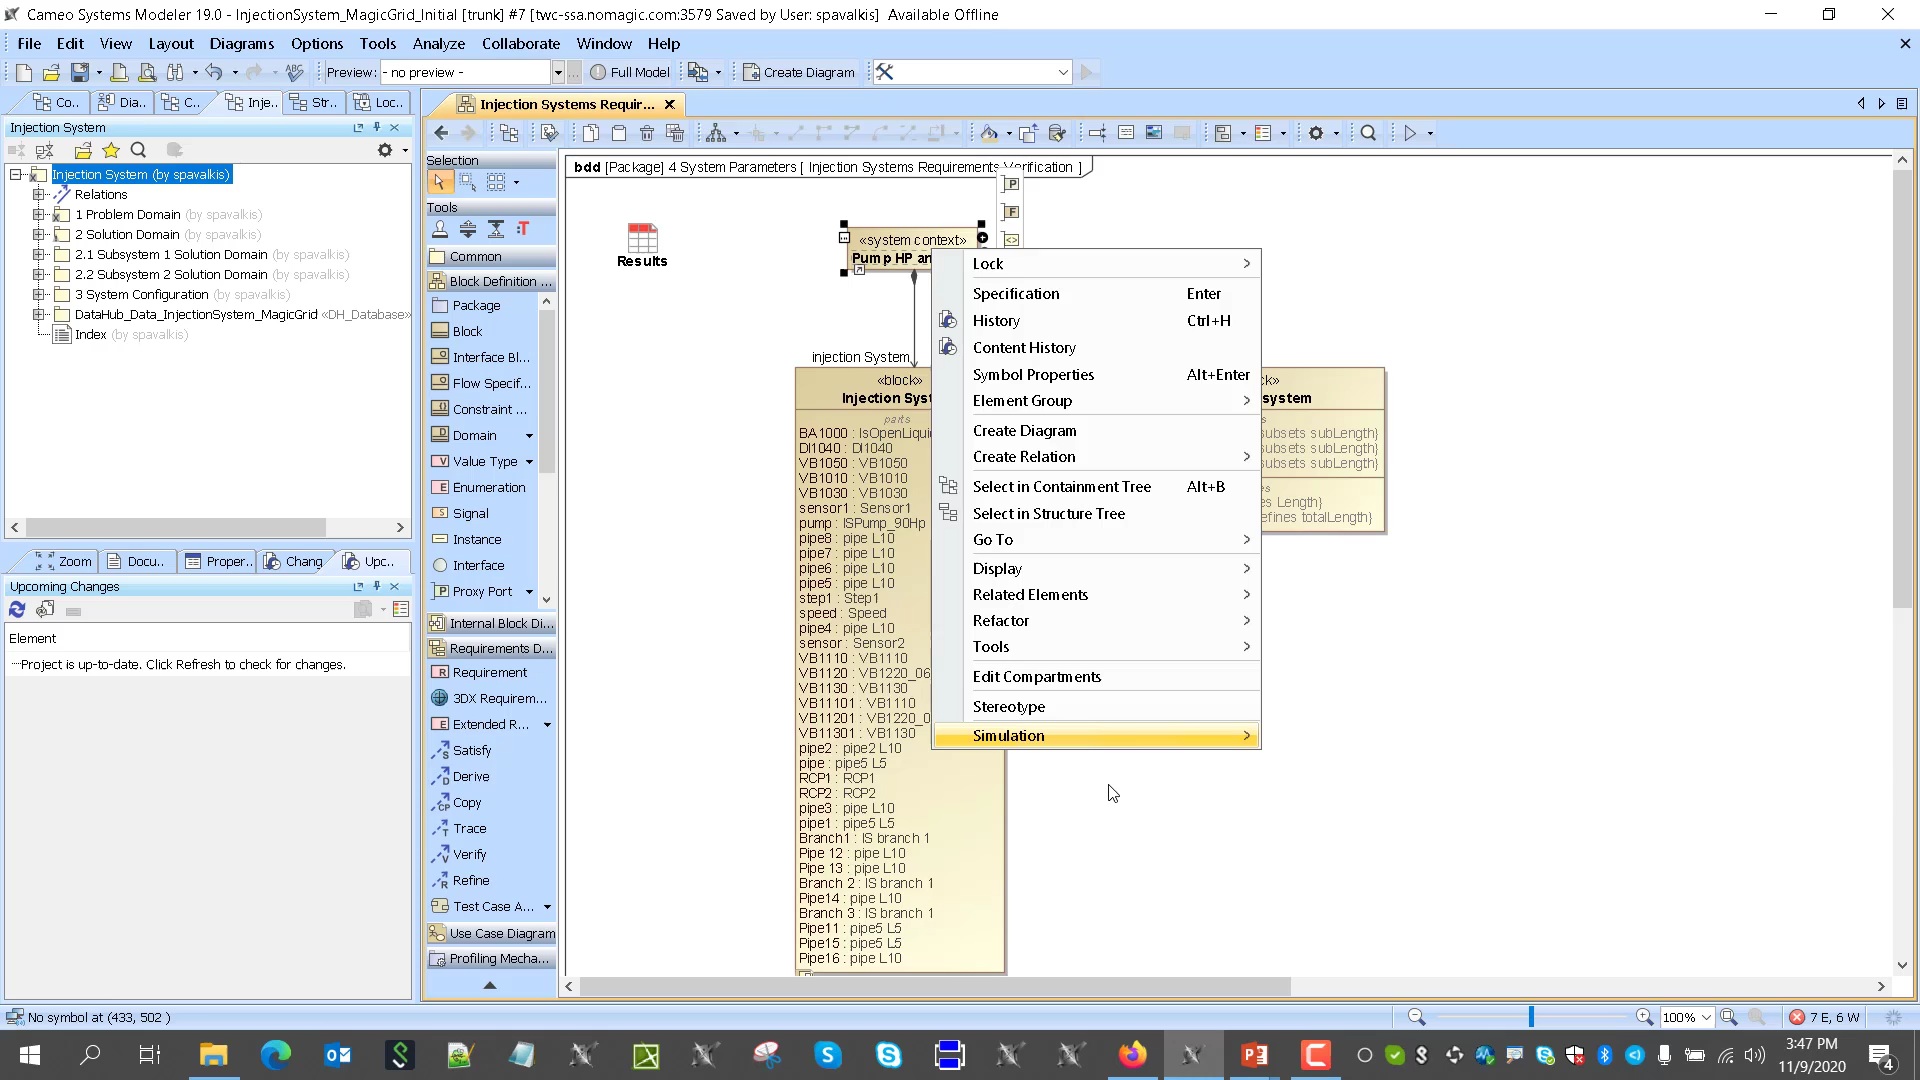 Cameo Systems Modeler 19.0 - InjectionSystem_MagicGrid_Initial [trunk] #7 [twc-ssa.nomagic.com:3579 Saved by User: spavalkis] Available Offline
File Edit View Layout Diagrams Options Tools Analyze Collaborate Window Help
Preview: - no preview - ... Full Model Create Diagram
Co.. Dia.. C.. Inje.. Str.. Loc.. Injection Systems Requir...
Injection System
Injection System (by spavalkis)
Relations
1 Problem Domain (by spavalkis)
2 Solution Domain (by spavalkis)
2.1 Subsystem 1 Solution Domain (by spavalkis)
2.2 Subsystem 2 Solution Domain (by spavalkis)
3 System Configuration (by spavalkis)
DataHub_Data_InjectionSystem_MagicGrid «DH_Database»
Index (by spavalkis)
Zoom Docu... Proper.. Chang Upc..
Upcoming Changes
Element
Project is up-to-date. Click Refresh to check for changes.
Selection
Tools
Common
Block Definition ...
Package
Block
Interface Bl...
Flow Specif...
Constraint ...
Domain
Value Type
Enumeration
Signal
Instance
Interface
Proxy Port
Internal Block Di...
Requirements D...
Requirement
3DX Requirem...
Extended R...
Satisfy
Derive
Copy
Trace
Verify
Refine
Test Case A...
Use Case Diagram
Profiling Mecha...
bdd [Package] 4 System Parameters [ Injection Systems Requirements Verification ]
Results
«system context»
Pump HP an
P
F
<>
injection System
«block»
Injection Syst
parts
BA1000 : IsOpenLiqui
DI1040 : DI1040
VB1050 : VB1050
VB1010 : VB1010
VB1030 : VB1030
sensor1 : Sensor1
pump : ISPump_90Hp
pipe8 : pipe L10
pipe7 : pipe L10
pipe6 : pipe L10
pipe5 : pipe L10
step1 : Step1
speed : Speed
pipe4 : pipe L10
sensor : Sensor2
VB1110 : VB1110
VB1120 : VB1220_06
VB1130 : VB1130
VB11101 : VB1110
VB11201 : VB1220_0
VB11301 : VB1130
pipe2 : pipe2 L10
pipe : pipe5 L5
RCP1 : RCP1
RCP2 : RCP2
pipe3 : pipe L10
pipe1 : pipe5 L5
Branch1 : IS branch 1
Pipe 12 : pipe L10
Pipe 13 : pipe L10
Branch 2 : IS branch 1
Pipe14 : pipe L10
Branch 3 : IS branch 1
Pipe11 : pipe5 L5
Pipe15 : pipe5 L5
Pipe16 : pipe L10
Lock
Specification Enter
History Ctrl+H
Content History
Symbol Properties Alt+Enter
Element Group
Create Diagram
Create Relation
Select in Containment Tree Alt+B
Select in Structure Tree
Go To
Display
Related Elements
Refactor
Tools
Edit Compartments
Stereotype
Simulation
ck»
system
subsets subLength}
subsets subLength}
subsets subLength}
es Length}
efines totalLength}
No symbol at (433, 502 )
100% 7 E, 6 W
3:47 PM
11/9/2020
4